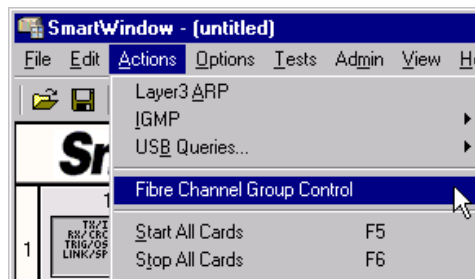 SmartWindow - (untitled)
File Edit Actions Options Tests Admin View
Layer3 ARP
IGMP
USB Queries...
Fibre Channel Group Control
Start All Cards F5
Stop All Cards F6
1
1
TX/
RX/CRC
TRIG/OS
LINK/SP